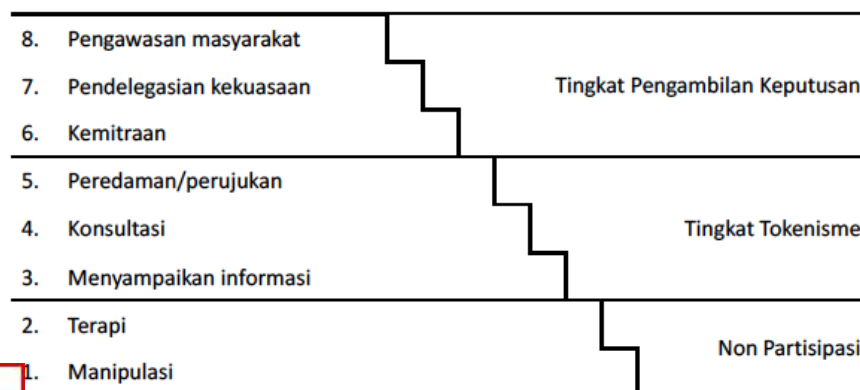 8. Pengawasan masyarakat
7. Pendelegasian kekuasaan
Tingkat Pengambilan Keputusan
6. Kemitraan
5. Peredaman/perujukan
4. Konsultasi
Tingkat Tokenisme
3. Menyampaikan informasi
2. Terapi
Non Partisipasi
1. Manipulasi